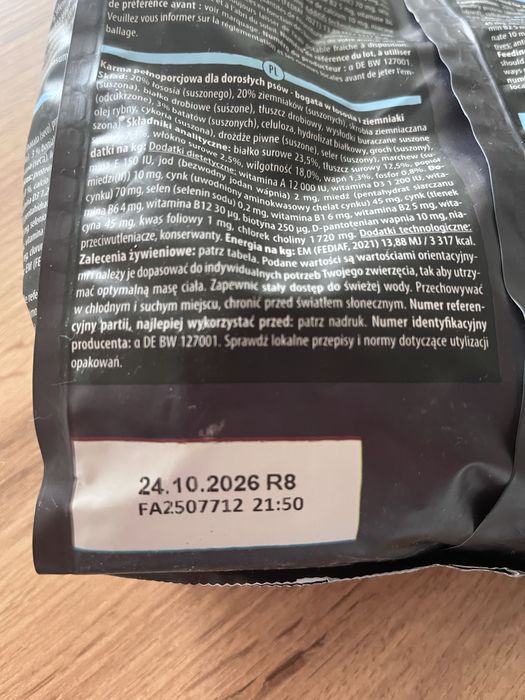 de préférence avant : voir
Veuillez vous informer sur la réglementation
ballage.
référence du lot, à utiliser
α DE BW 127001.
PL
Karma pełnoporcjowa dla dorosłych psów - bogata w łososia i ziemniaki
Skład: 20% łososia (suszonego), 20% ziemniaków (suszonych), skrobia ziemniaczana
(suszona), białko drobiowe (suszone), tłuszcz drobiowy, wysłodki buraczane suszone
(odcukrzone), 3% batatów (suszonych), celuloza, hydrolizat białkowy, groch (suszony),
olej rybny, cykoria (suszona), drożdże piwne (suszone), seler (suszony), marchew (su-
szona). Składniki analityczne: białko surowe 23,5%, tłuszcz surowy 12,5%, popiół
włókno surowe 2,5%, wilgotność 18,0%, wapń 1,3%, fosfor 0,8%. Do-
datki na kg: Dodatki dietetyczne: witamina A 12 000 IU, witamina D3 1 200 IU, wita-
mina E 150 IU, jod (bezwodny jodan wapnia) 2 mg, miedź (pentahydrat siarczanu
miedzi(II)) 10 mg, cynk (uwodniony aminokwasowy chelat cynku) 45 mg, cynk (tlenek
cynku) 70 mg, selen (selenin sodu) 0,2 mg, witamina B1 6 mg, witamina B2 5 mg, wita-
mina B6 4 mg, witamina B12 30 µg, biotyna 250 µg, D-pantotenian wapnia 10 mg, nia-
cyna 45 mg, kwas foliowy 1 mg, chlorek choliny 1 720 mg. Dodatki technologiczne:
przeciwutleniacze, konserwanty. Energia na kg: EM (FEDIAF, 2021) 13,88 MJ / 3 317 kcal.
Zalecenia żywieniowe: patrz tabela. Podane wartości są wartościami orientacyjny-
mi i należy je dopasować do indywidualnych potrzeb Twojego zwierzęcia, tak aby utrzy-
mać optymalną masę ciała. Zapewnić stały dostęp do świeżej wody. Przechowywać
w chłodnym i suchym miejscu, chronić przed światłem słonecznym. Numer referen-
cyjny partii, najlepiej wykorzystać przed: patrz nadruk. Numer identyfikacyjny
producenta: α DE BW 127001. Sprawdź lokalne przepisy i normy dotyczące utylizacji
opakowań.
24.10.2026 R8
FA2507712 21:50